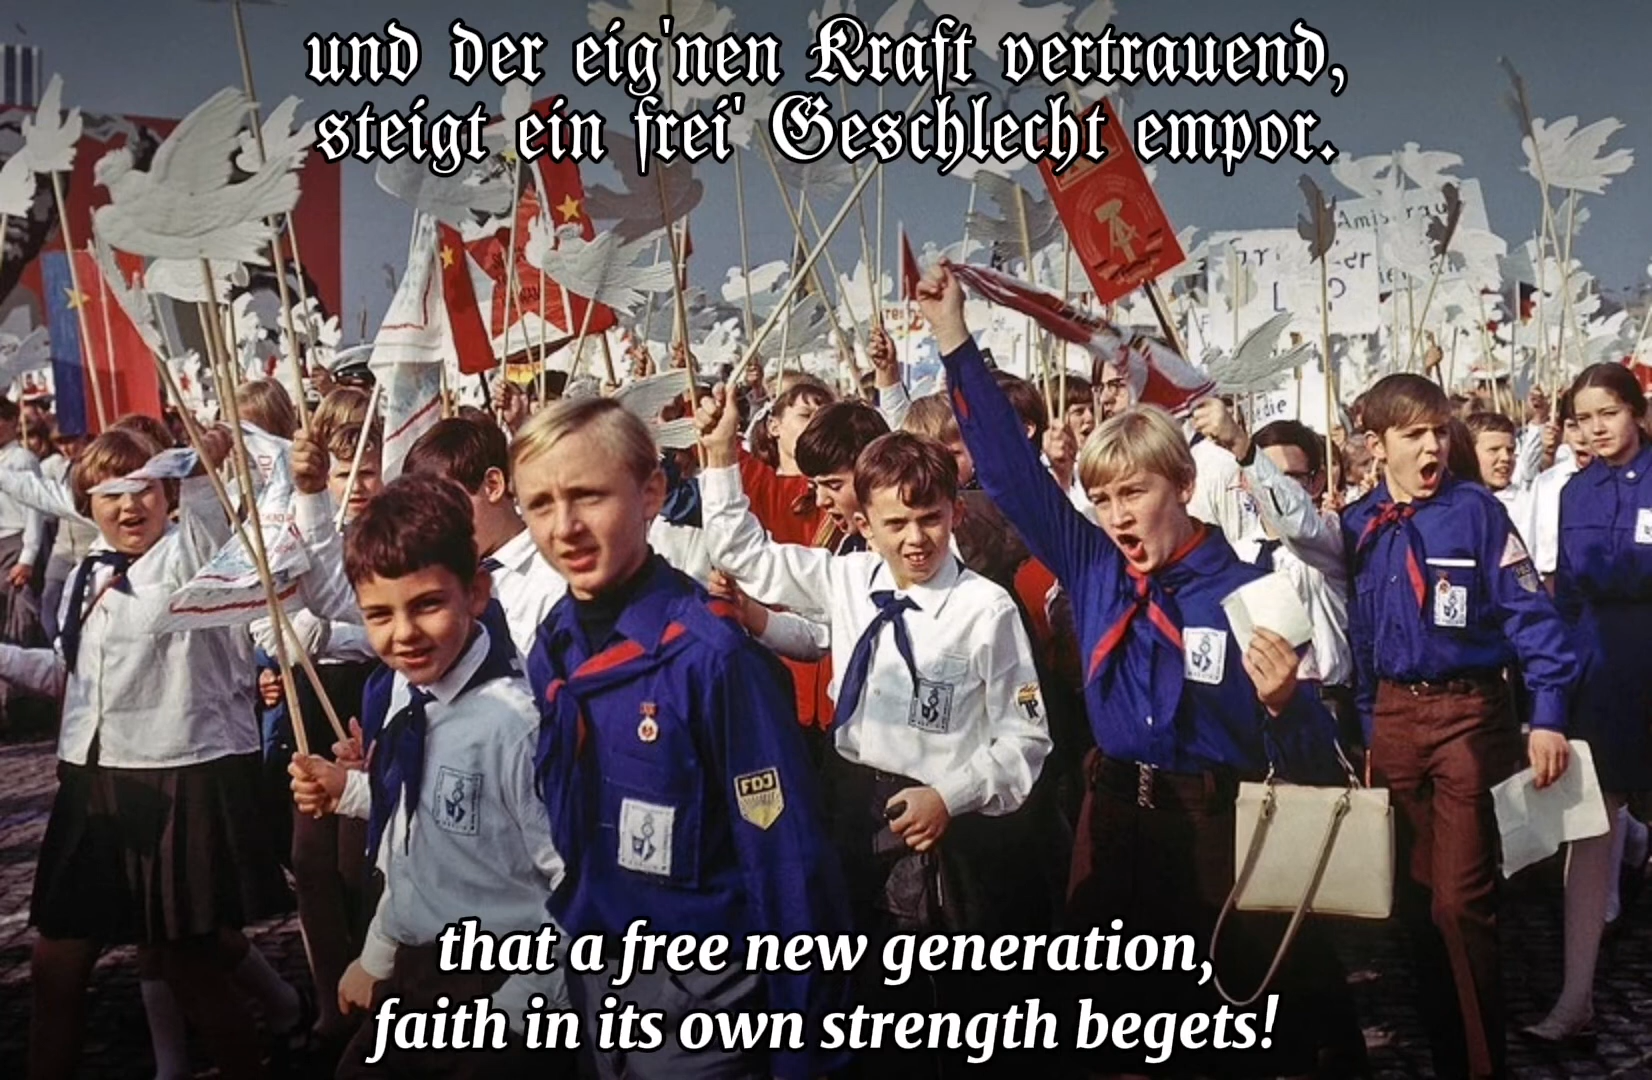 und der eig'nen Kraft vertrauend,
steigt ein frei' Geschlecht empor.
FDJ
that a free new generation,
faith in its own strength begets!